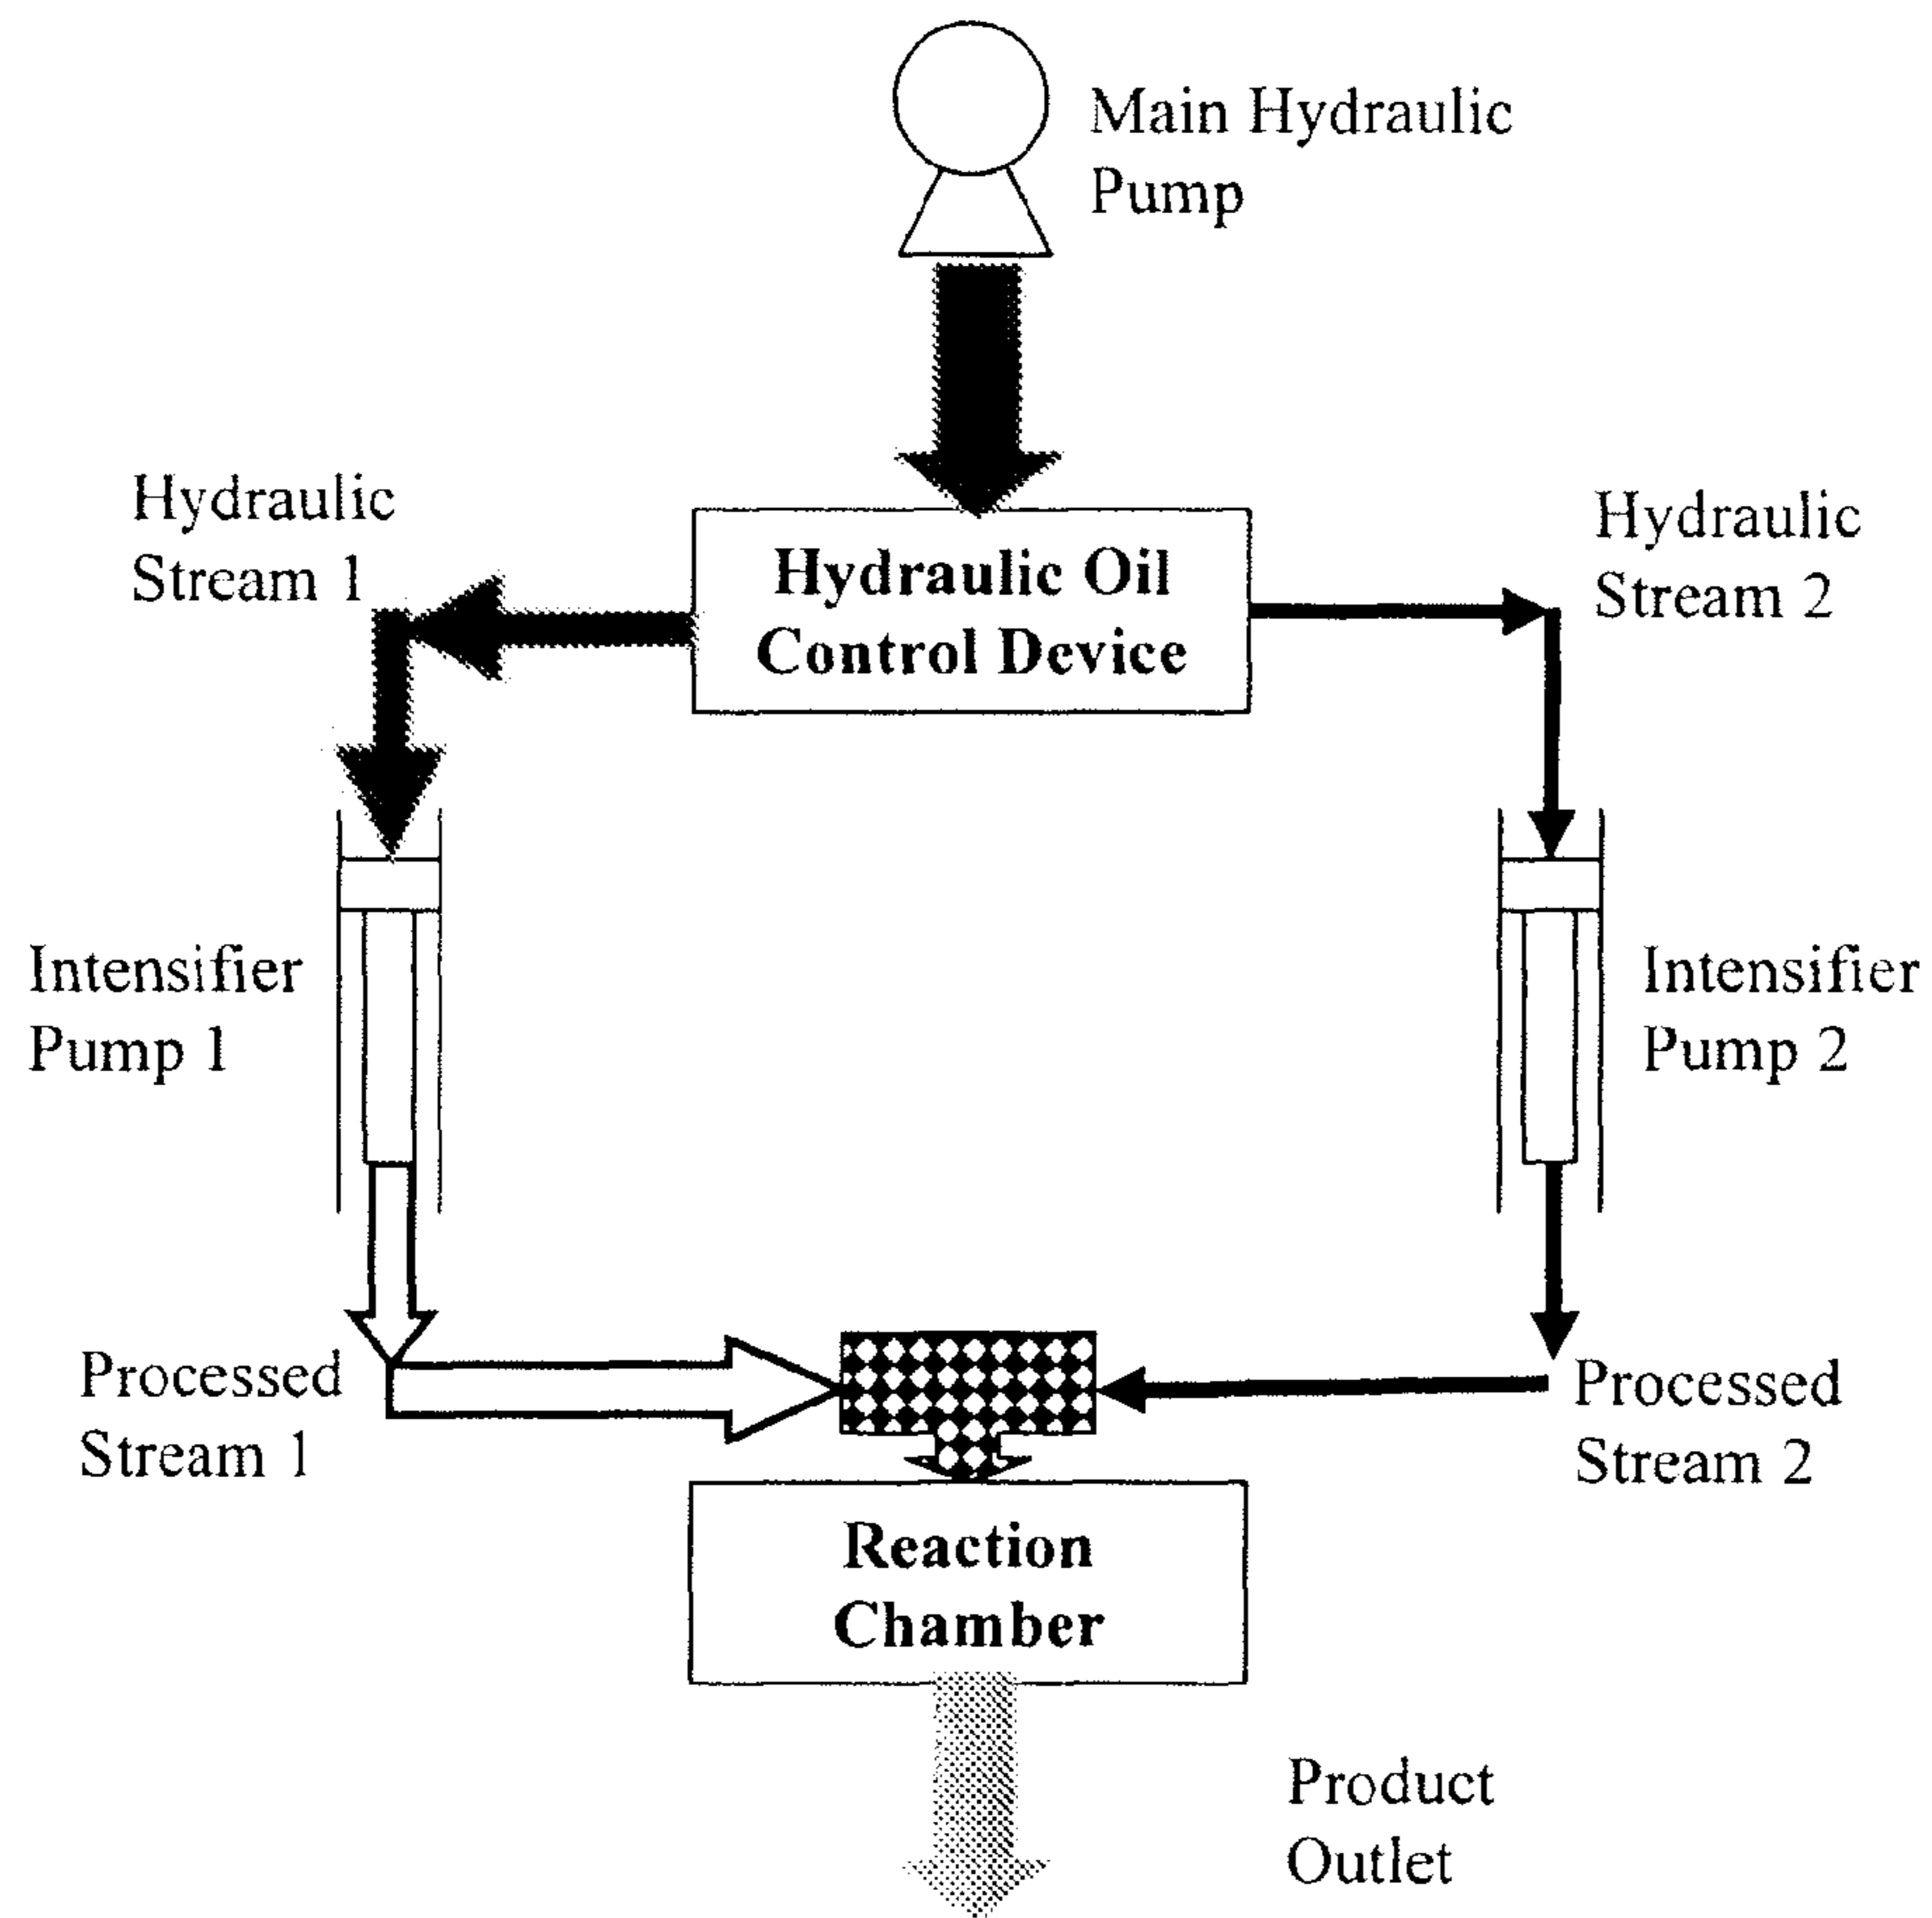 Main Hydraulic
Pump
Hydraulic
Stream 1
Hydraulic Oil
Control Device
Hydraulic
Stream 2
Intensifier
Pump 1
Intensifier
Pump 2
Processed
Stream 1
Processed
Stream 2
Reaction
Chamber
Product
Outlet